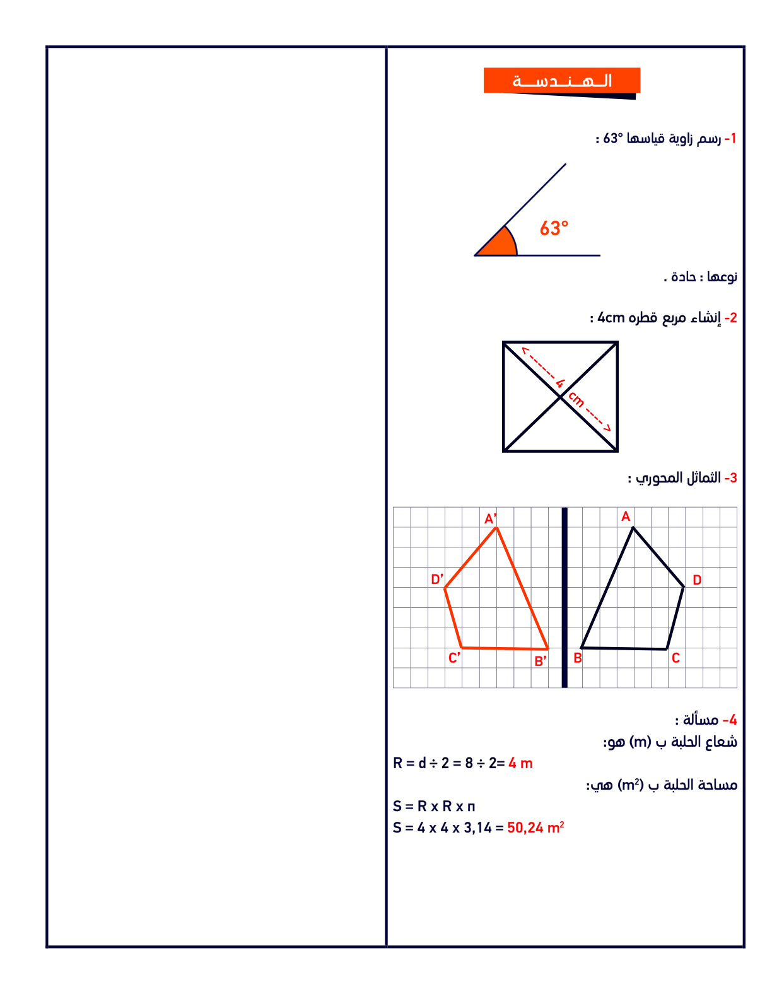 الـــهـــنـــدســـــة
1- رسم زاوية قياسها 63° :
63°
نوعها : حادة .
2- إنشاء مربع قطره 4cm :
4 cm
3- التماثل المحوري :
A’ A
D’ D
C’ B’ B C
4- مسألة :
شعاع الحلبة ب (m) هو:
R = d ÷ 2 = 8 ÷ 2= 4 m
مساحة الحلبة ب (m²) هي:
S = R x R x п
S = 4 x 4 x 3,14 = 50,24 m²